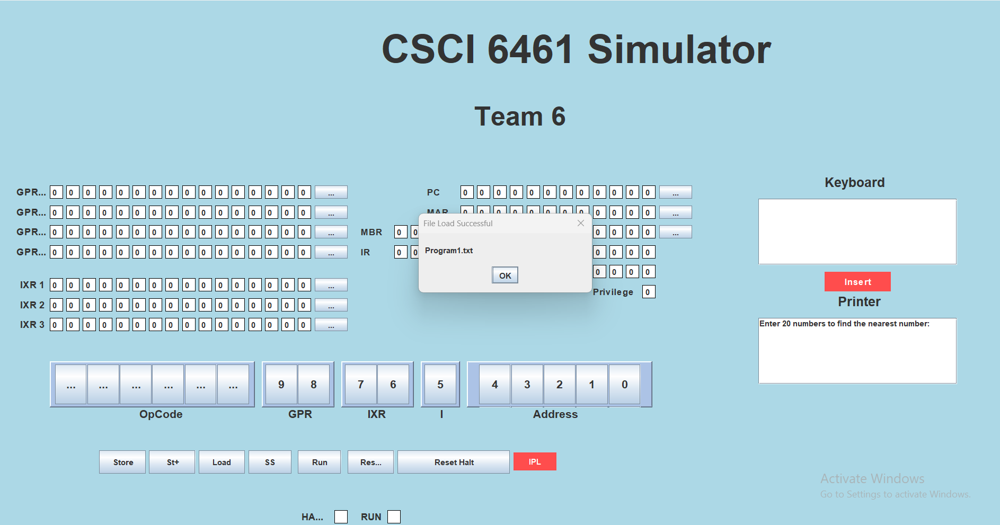 CSCI 6461 Simulator
Team 6
GPR... 0 0 0 0 0 0 0 0 0 0 0 0 0 0 0 0 ... PC 0 0 0 0 0 0 0 0 0 0 0 0 ...
GPR... 0 0 0 0 0 0 0 0 0 0 0 0 0 0 0 0 ... MAR 0 0 0 0 0 0 0 0 0 0 0 0 ...
GPR... 0 0 0 0 0 0 0 0 0 0 0 0 0 0 0 0 ... MBR 0 0 0 0 0 0 ...
GPR... 0 0 0 0 0 0 0 0 0 0 0 0 0 0 0 0 ... IR 0 0 0 0 0 0
0 0 0 0
IXR 1 0 0 0 0 0 0 0 0 0 0 0 0 0 0 0 0 ... Privilege 0
IXR 2 0 0 0 0 0 0 0 0 0 0 0 0 0 0 0 0 ...
IXR 3 0 0 0 0 0 0 0 0 0 0 0 0 0 0 0 0 ...
File Load Successful
Program1.txt
OK
Keyboard
Insert
Printer
Enter 20 numbers to find the nearest number:
... ... ... ... ... ... 9 8 7 6 5 4 3 2 1 0
OpCode GPR IXR I Address
Store St+ Load SS Run Res... Reset Halt IPL
HA... RUN
Activate Windows
Go to Settings to activate Windows.